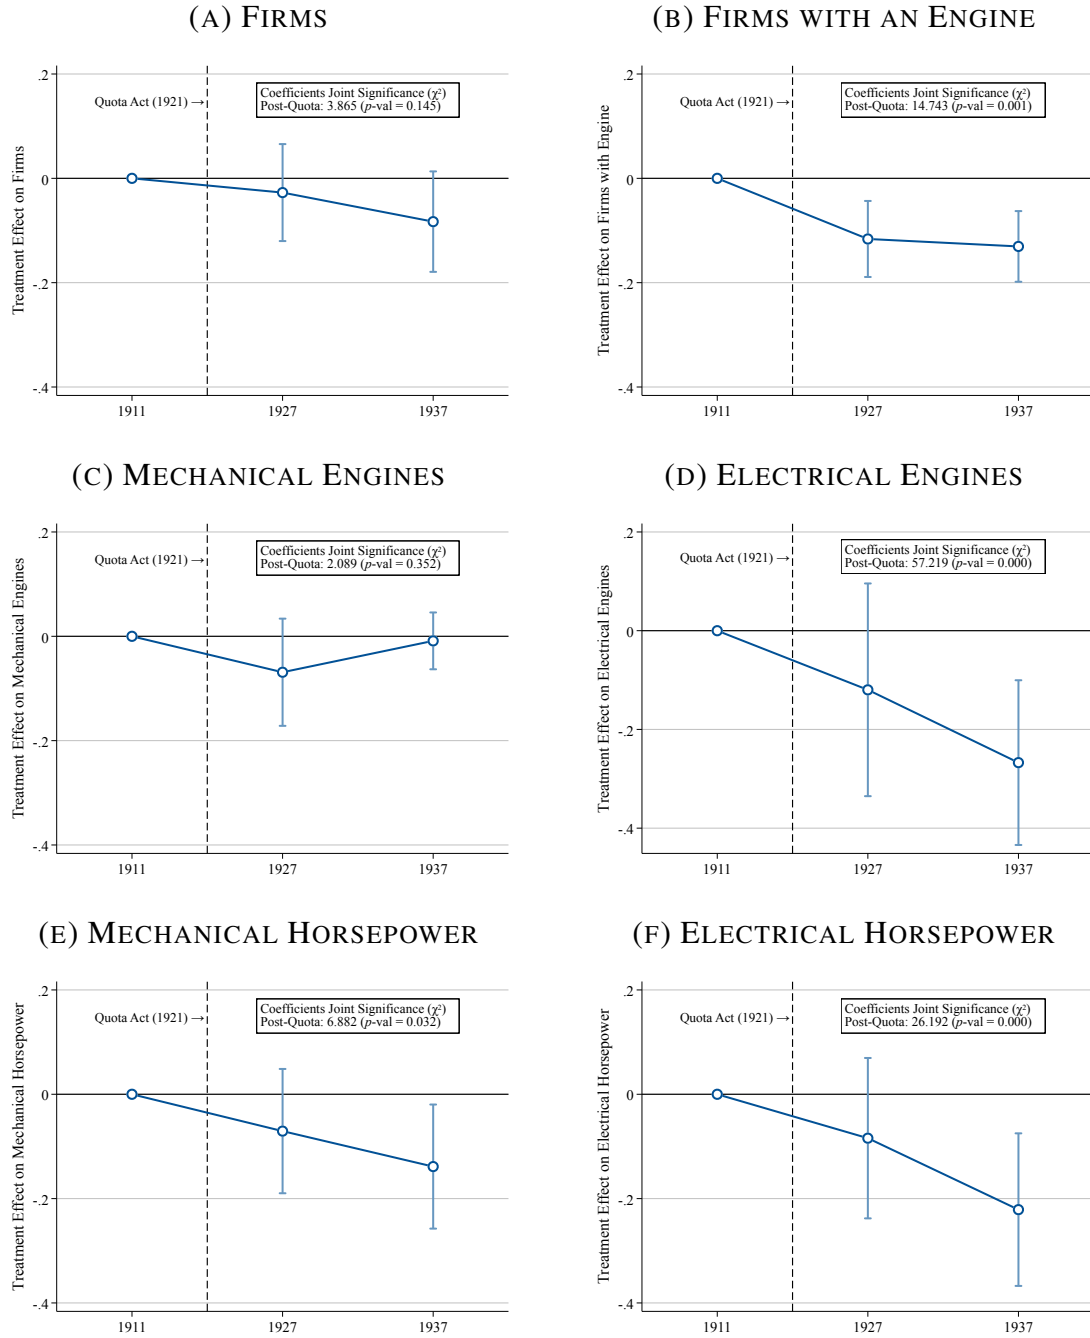 (A) FIRMS
Treatment Effect on Firms
.2
0
-.2
-.4
Quota Act (1921) →
Coefficients Joint Significance (χ²)
Post-Quota: 3.865 (p-val = 0.145)
1911 1927 1937
(B) FIRMS WITH AN ENGINE
Treatment Effect on Firms with Engine
.2
0
-.2
-.4
Quota Act (1921) →
Coefficients Joint Significance (χ²)
Post-Quota: 14.743 (p-val = 0.001)
1911 1927 1937
(C) MECHANICAL ENGINES
Treatment Effect on Mechanical Engines
.2
0
-.2
-.4
Quota Act (1921) →
Coefficients Joint Significance (χ²)
Post-Quota: 2.089 (p-val = 0.352)
1911 1927 1937
(D) ELECTRICAL ENGINES
Treatment Effect on Electrical Engines
.2
0
-.2
-.4
Quota Act (1921) →
Coefficients Joint Significance (χ²)
Post-Quota: 57.219 (p-val = 0.000)
1911 1927 1937
(E) MECHANICAL HORSEPOWER
Treatment Effect on Mechanical Horsepower
.2
0
-.2
-.4
Quota Act (1921) →
Coefficients Joint Significance (χ²)
Post-Quota: 6.882 (p-val = 0.032)
1911 1927 1937
(F) ELECTRICAL HORSEPOWER
Treatment Effect on Electrical Horsepower
.2
0
-.2
-.4
Quota Act (1921) →
Coefficients Joint Significance (χ²)
Post-Quota: 26.192 (p-val = 0.000)
1911 1927 1937